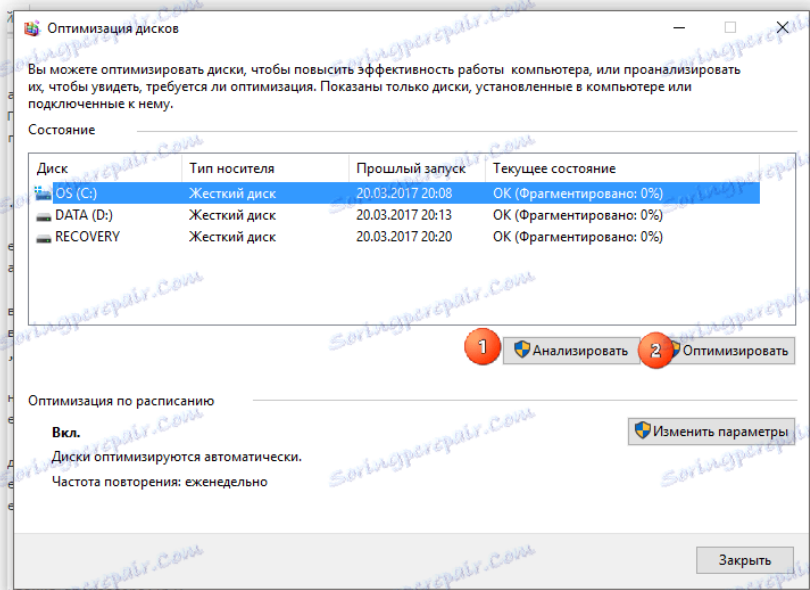 Оптимизация дисков
Вы можете оптимизировать диски, чтобы повысить эффективность работы компьютера, или проанализировать
их, чтобы увидеть, требуется ли оптимизация. Показаны только диски, установленные в компьютере или
подключенные к нему.
Состояние
Диск Тип носителя Прошлый запуск Текущее состояние
OS (C:) Жесткий диск 20.03.2017 20:08 ОК (Фрагментировано: 0%)
DATA (D:) Жесткий диск 20.03.2017 20:13 ОК (Фрагментировано: 0%)
RECOVERY Жесткий диск 20.03.2017 20:20 ОК (Фрагментировано: 0%)
1 Анализировать 2 Оптимизировать
Оптимизация по расписанию
Вкл.
Изменить параметры
Диски оптимизируются автоматически.
Частота повторения: еженедельно
Закрыть
Soringpcrepair.Com